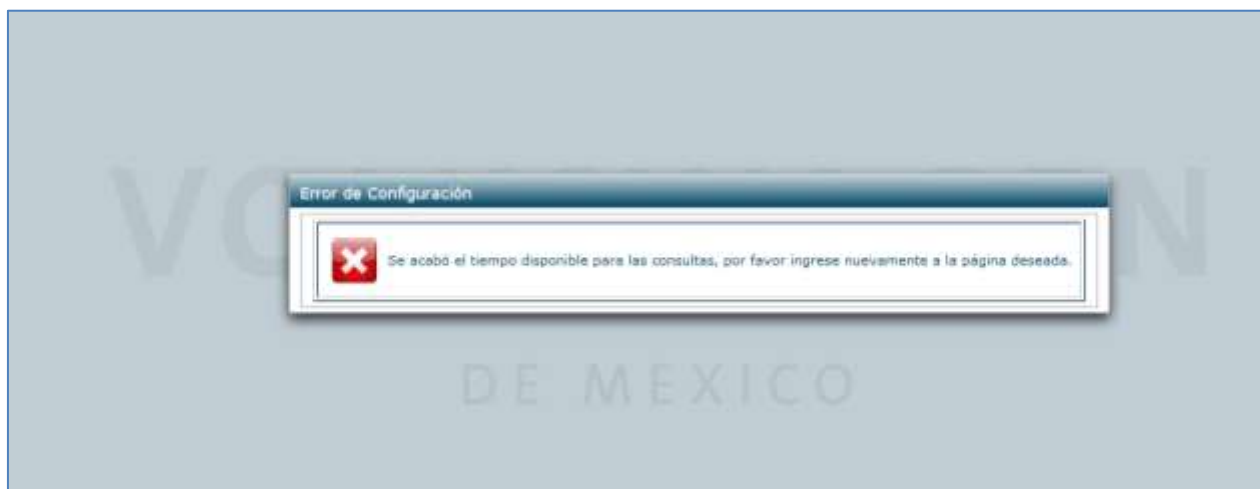 Error de Configuración
Se acabó el tiempo disponible para las consultas, por favor ingrese nuevamente a la página deseada.
DE MEXICO